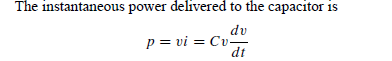 The instantaneous power delivered to the capacitor is
p = vi = Cv dv/dt